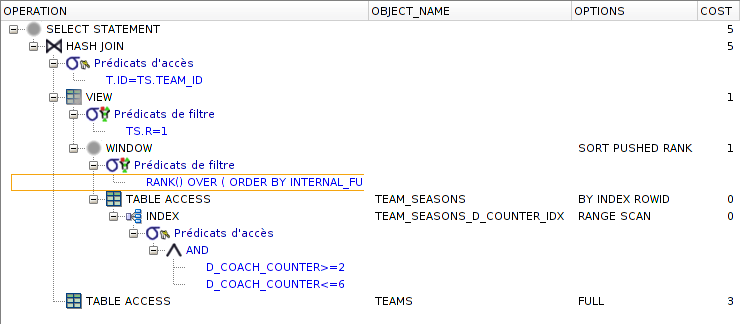 OPERATION OBJECT_NAME OPTIONS COST
SELECT STATEMENT 5
HASH JOIN 5
Prédicats d'accès
T.ID=TS.TEAM_ID
VIEW 1
Prédicats de filtre
TS.R=1
WINDOW SORT PUSHED RANK 1
Prédicats de filtre
RANK() OVER ( ORDER BY INTERNAL_FU
TABLE ACCESS TEAM_SEASONS BY INDEX ROWID 0
INDEX TEAM_SEASONS_D_COUNTER_IDX RANGE SCAN 0
Prédicats d'accès
AND
D_COACH_COUNTER>=2
D_COACH_COUNTER<=6
TABLE ACCESS TEAMS FULL 3